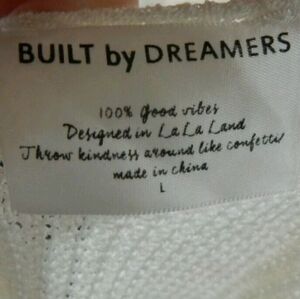 BUILT by DREAMERS
100% good vibes
Designed in La La Land
Throw kindness around like confetti
made in china
L